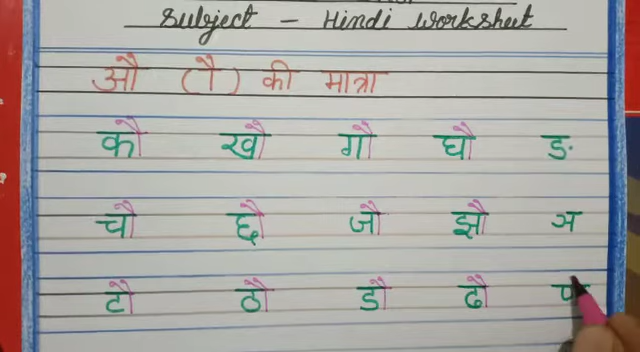 Subject - Hindi Worksheet
औ (ौ) की मात्रा
कौ खौ गौ घौ ङ
चौ छौ जौ झौ ञ
टौ ठौ डौ ढौ